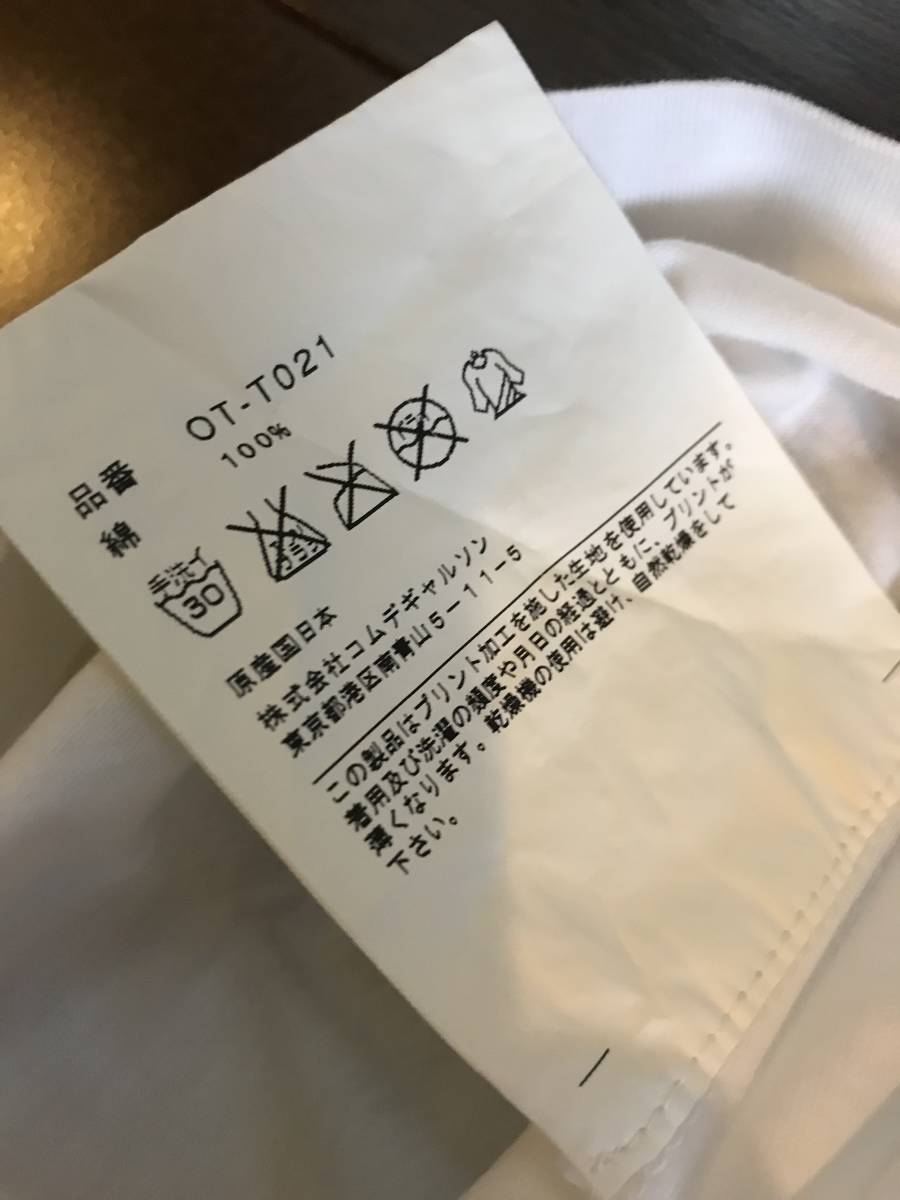 品番 OT-T021
綿 100%
手洗イ 30 エンソサラシ ドライ
原産国日本
株式会社コムデギャルソン
東京都港区南青山5-11-5
この製品はプリント加工を施した生地を使用しています。
着用及び洗濯の頻度や月日の経過とともに、プリントが
薄くなります。乾燥機の使用は避け、自然乾燥をして
下さい。